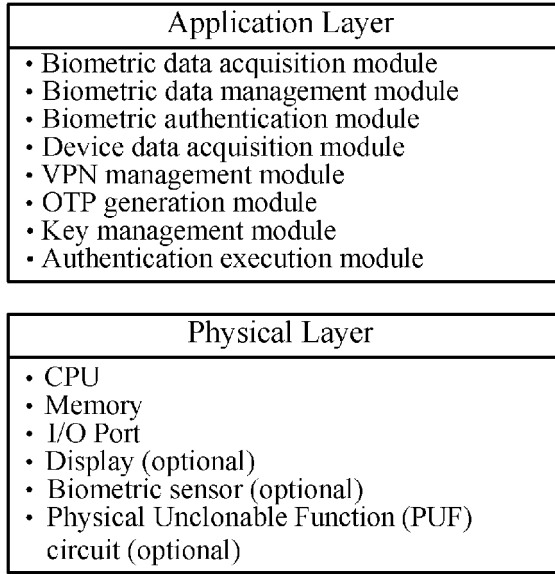 Application Layer
• Biometric data acquisition module
• Biometric data management module
• Biometric authentication module
• Device data acquisition module
• VPN management module
• OTP generation module
• Key management module
• Authentication execution module
Physical Layer
• CPU
• Memory
• I/O Port
• Display (optional)
• Biometric sensor (optional)
• Physical Unclonable Function (PUF)
circuit (optional)